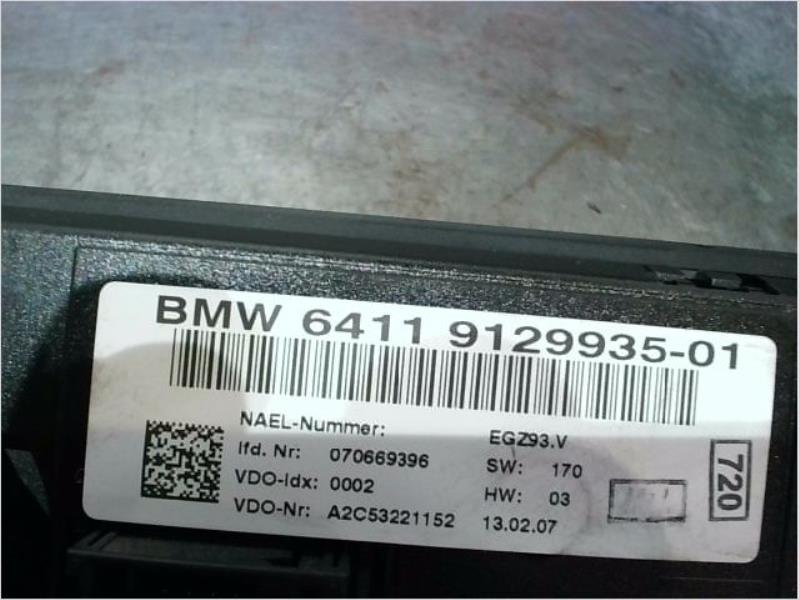 BMW 6411 9129935-01
NAEL-Nummer: EGZ93.V
lfd. Nr: 070669396 SW: 170
VDO-Idx: 0002 HW: 03
VDO-Nr: A2C53221152 13.02.07
720